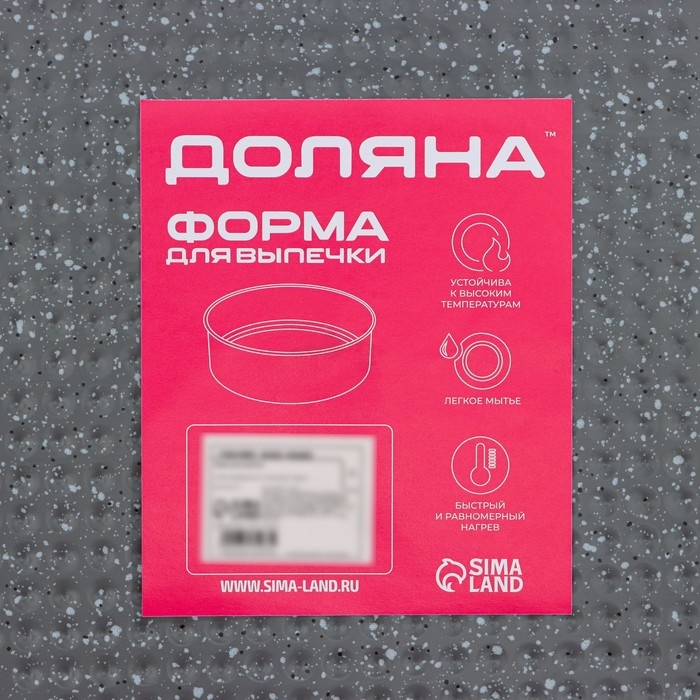 ДОЛЯНА™
ФОРМА
ДЛЯ ВЫПЕЧКИ
УСТОЙЧИВА
К ВЫСОКИМ
ТЕМПЕРАТУРАМ
ЛЕГКОЕ МЫТЬЕ
БЫСТРЫЙ
И РАВНОМЕРНЫЙ
НАГРЕВ
WWW.SIMA-LAND.RU
SIMA
LAND